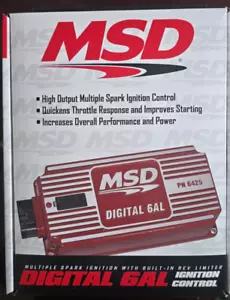 MSD
• High Output Multiple Spark Ignition Control
• Quickens Throttle Response and Improves Starting
• Increases Overall Performance and Power
MSD
PN 6425
DIGITAL 6AL
MULTIPLE SPARK IGNITION WITH BUILT-IN REV LIMITER
DIGITAL 6AL IGNITION
CONTROL